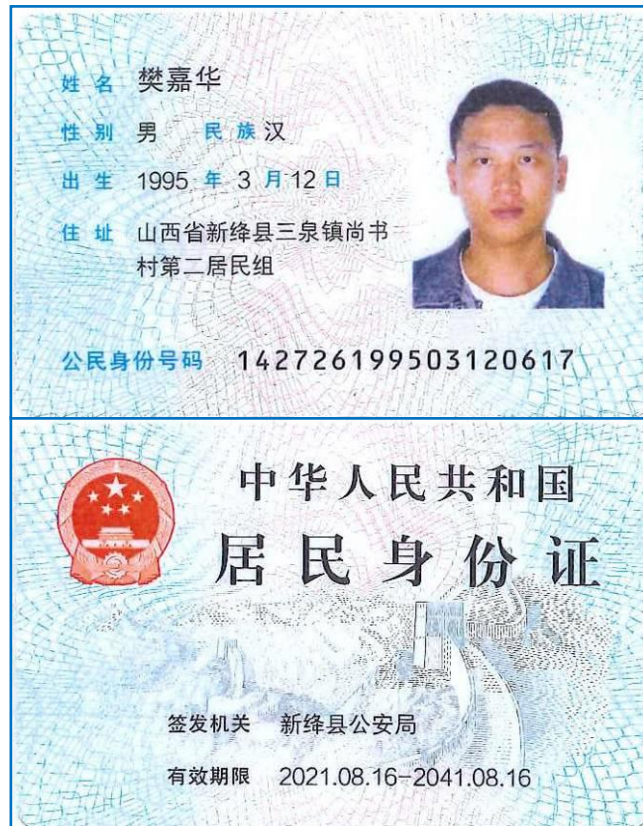 姓名 樊嘉华
性别 男 民族 汉
出生 1995 年 3 月 12 日
住址 山西省新绛县三泉镇尚书
村第二居民组
公民身份号码 142726199503120617
中华人民共和国
居民身份证
签发机关 新绛县公安局
有效期限 2021.08.16-2041.08.16